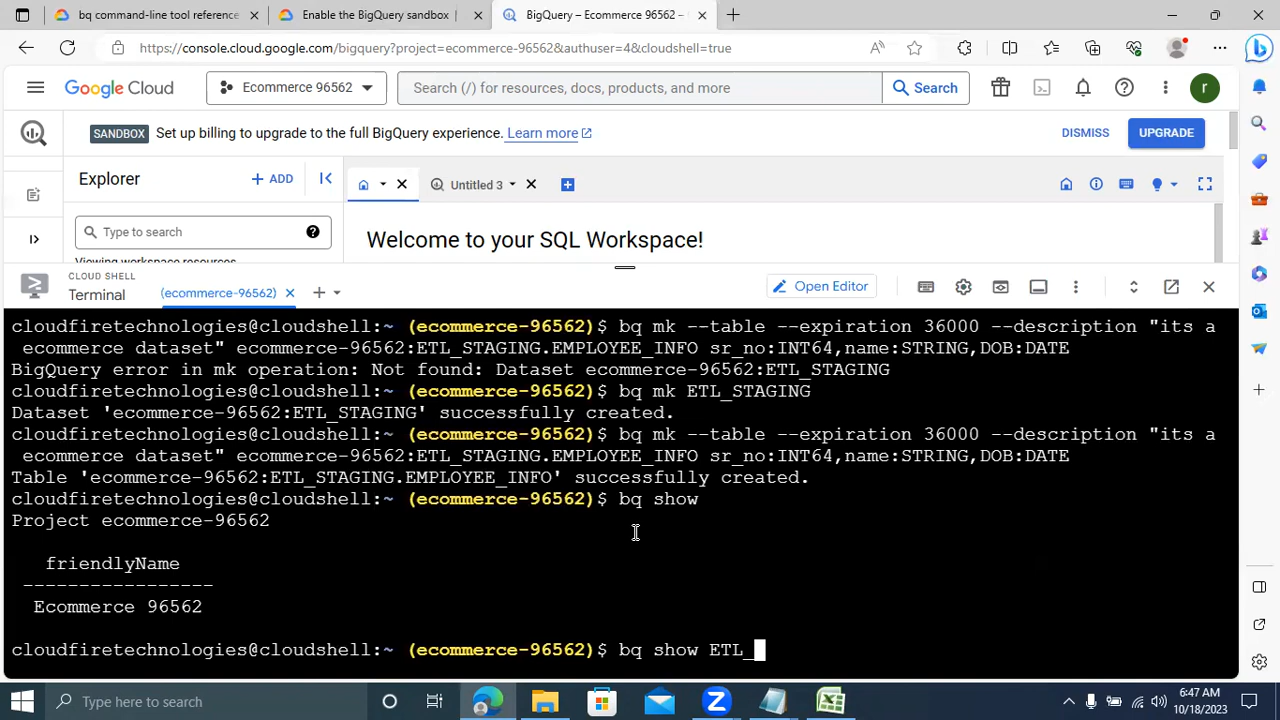 bq command-line tool reference
Enable the BigQuery sandbox
BigQuery – Ecommerce 96562 –
https://console.cloud.google.com/bigquery?project=ecommerce-96562&authuser=4&cloudshell=true
Google Cloud
Ecommerce 96562
Search (/) for resources, docs, products, and more
Search
r
SANDBOX Set up billing to upgrade to the full BigQuery experience. Learn more
DISMISS
UPGRADE
Explorer
+ ADD
Untitled 3
Type to search
Welcome to your SQL Workspace!
Viewing workspace resources.
CLOUD SHELL
Terminal
(ecommerce-96562)
Open Editor
cloudfiretechnologies@cloudshell:~ (ecommerce-96562)$ bq mk --table --expiration 36000 --description "its a
ecommerce dataset" ecommerce-96562:ETL_STAGING.EMPLOYEE_INFO sr_no:INT64,name:STRING,DOB:DATE
BigQuery error in mk operation: Not found: Dataset ecommerce-96562:ETL_STAGING
cloudfiretechnologies@cloudshell:~ (ecommerce-96562)$ bq mk ETL_STAGING
Dataset 'ecommerce-96562:ETL_STAGING' successfully created.
cloudfiretechnologies@cloudshell:~ (ecommerce-96562)$ bq mk --table --expiration 36000 --description "its a
ecommerce dataset" ecommerce-96562:ETL_STAGING.EMPLOYEE_INFO sr_no:INT64,name:STRING,DOB:DATE
Table 'ecommerce-96562:ETL_STAGING.EMPLOYEE_INFO' successfully created.
cloudfiretechnologies@cloudshell:~ (ecommerce-96562)$ bq show
Project ecommerce-96562
friendlyName
-----------------
Ecommerce 96562
cloudfiretechnologies@cloudshell:~ (ecommerce-96562)$ bq show ETL_
Type here to search
6:47 AM
10/18/2023